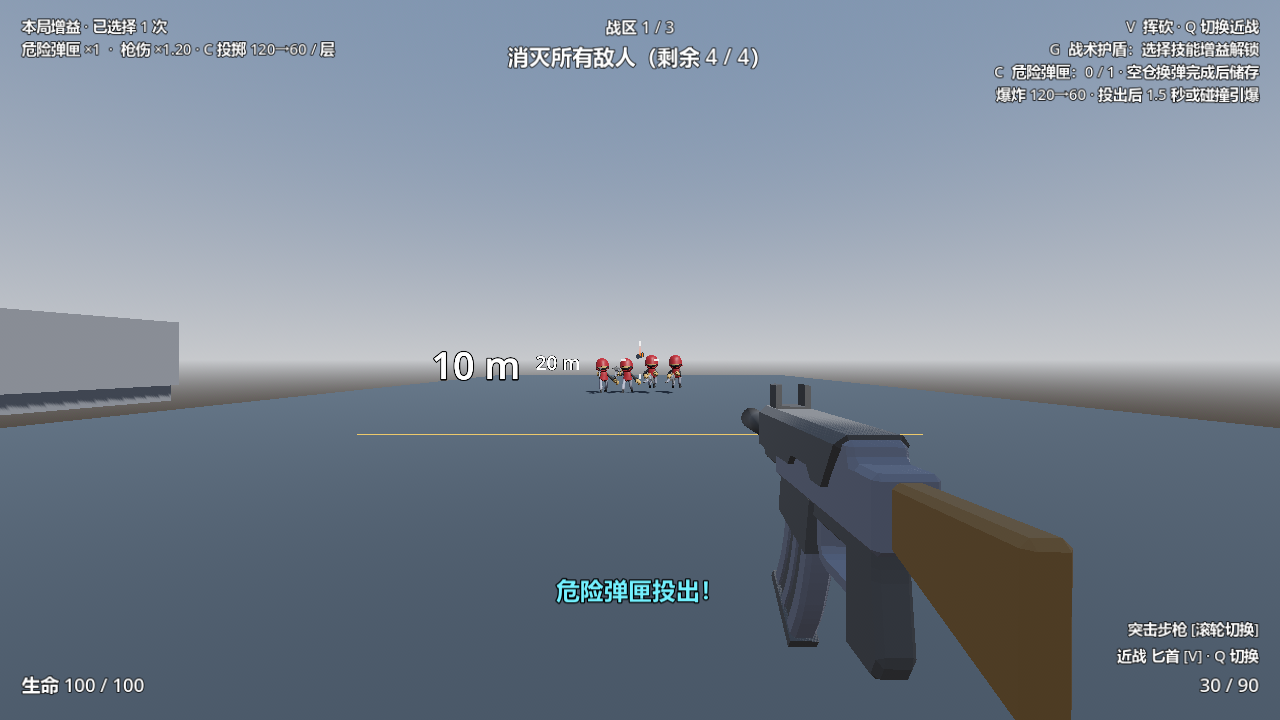 本局增益 · 已选择 1 次
危险弹匣 ×1 · 枪伤 ×1.20 · C 投掷 120→60 / 层
战区 1 / 3
消灭所有敌人（剩余 4 / 4）
V 挥砍 · Q 切换近战
G 战术护盾：选择技能增益解锁
C 危险弹匣：0 / 1 · 空仓换弹完成后储存
爆炸 120→60 · 投出后 1.5 秒或碰撞引爆
10 m
20 m
危险弹匣投出！
突击步枪 [滚轮切换]
近战 匕首 [V] · Q 切换
30 / 90
生命 100 / 100